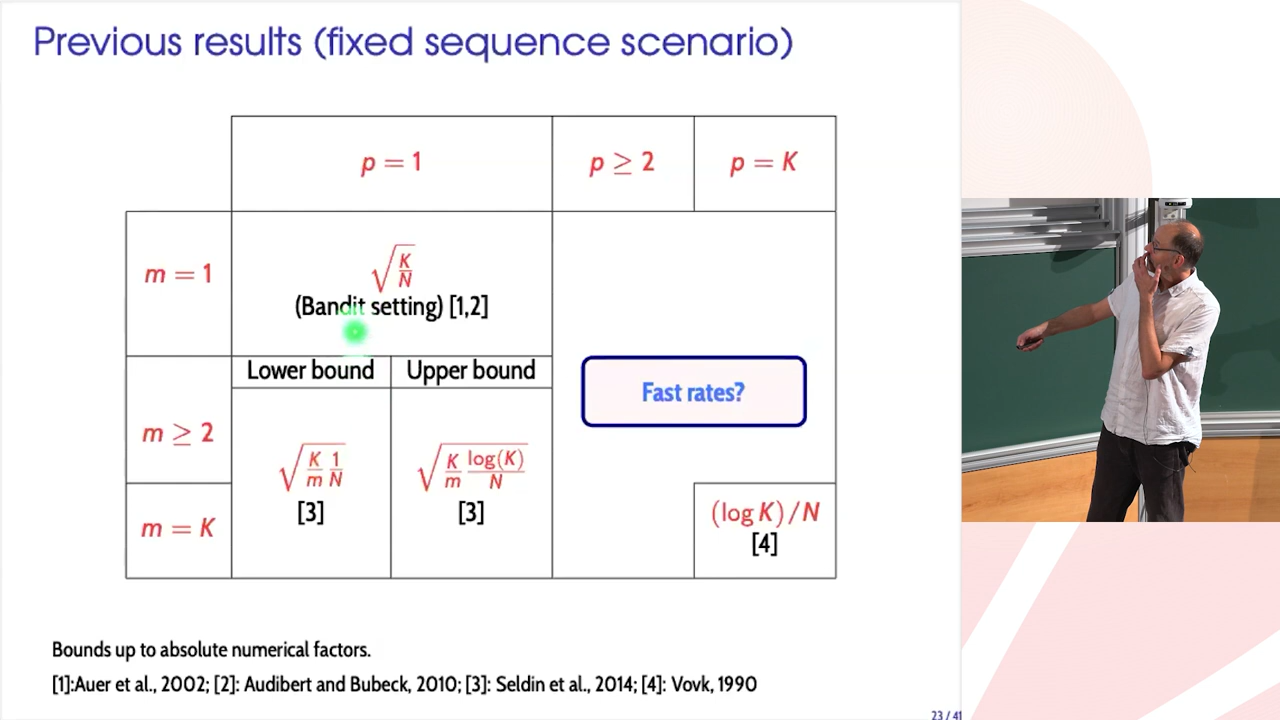 Previous results (fixed sequence scenario)
p = 1
p ≥ 2
p = K
m = 1
√(K/N)
(Bandit setting) [1,2]
Lower bound
Upper bound
Fast rates?
m ≥ 2
√(K/m 1/N)
[3]
√(K/m log(K)/N)
[3]
m = K
(log K)/N
[4]
Bounds up to absolute numerical factors.
[1]:Auer et al., 2002; [2]: Audibert and Bubeck, 2010; [3]: Seldin et al., 2014; [4]: Vovk, 1990
23 / 41